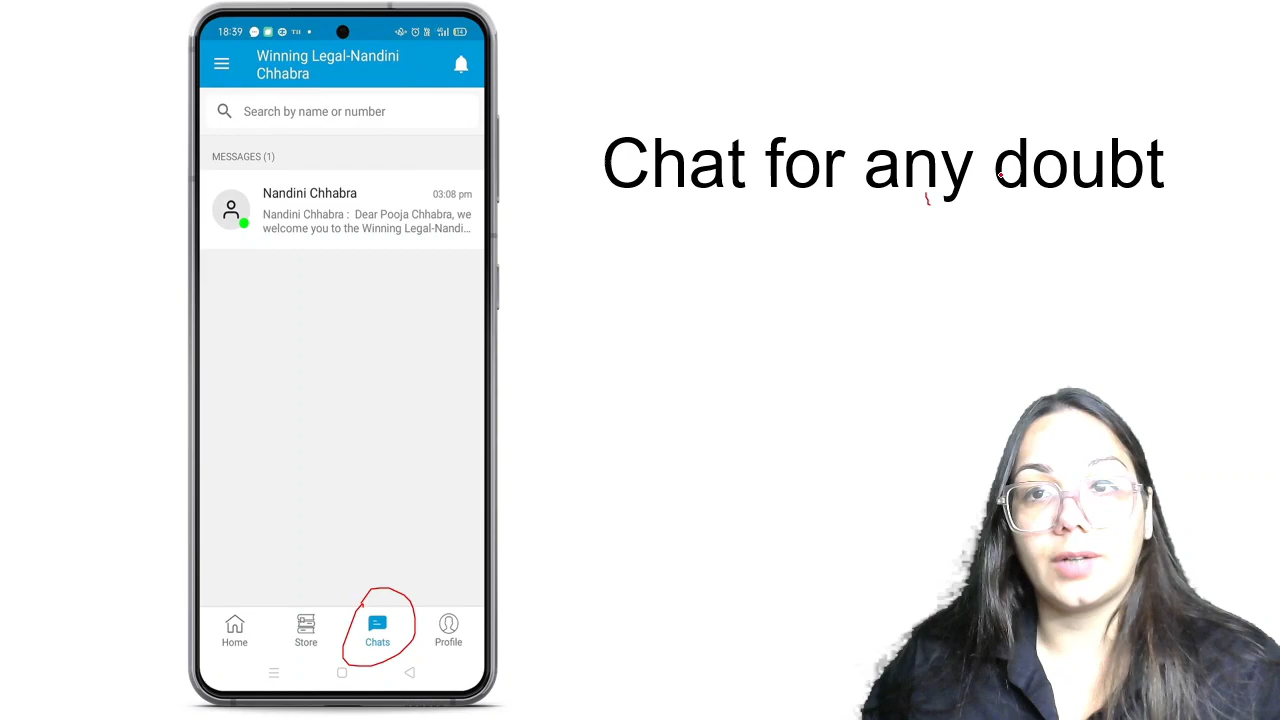 18:39
Winning Legal-Nandini
Chhabra
Search by name or number
MESSAGES (1)
Nandini Chhabra
03:08 pm
Nandini Chhabra : Dear Pooja Chhabra, we
welcome you to the Winning Legal-Nandi...
Home
Store
Chats
Profile
Chat for any doubt